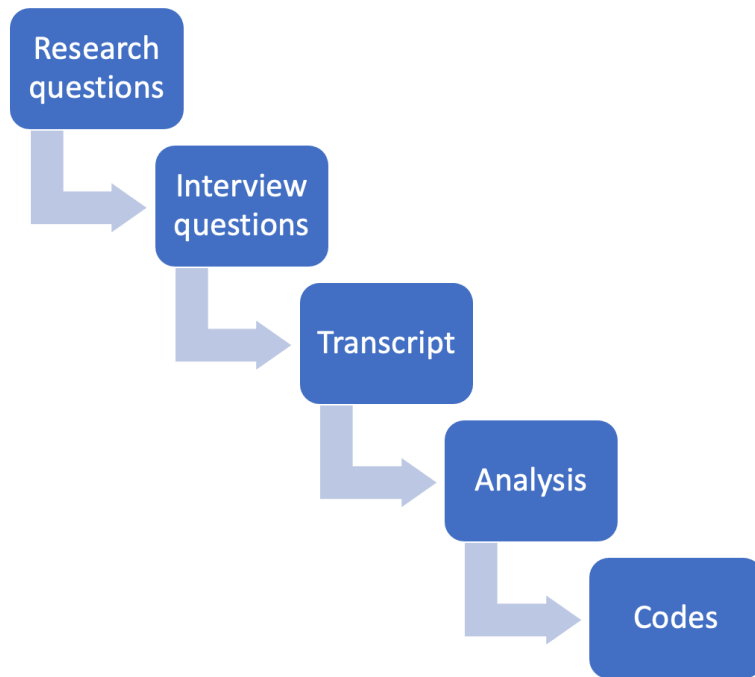 Research
questions
Interview
questions
Transcript
Analysis
Codes